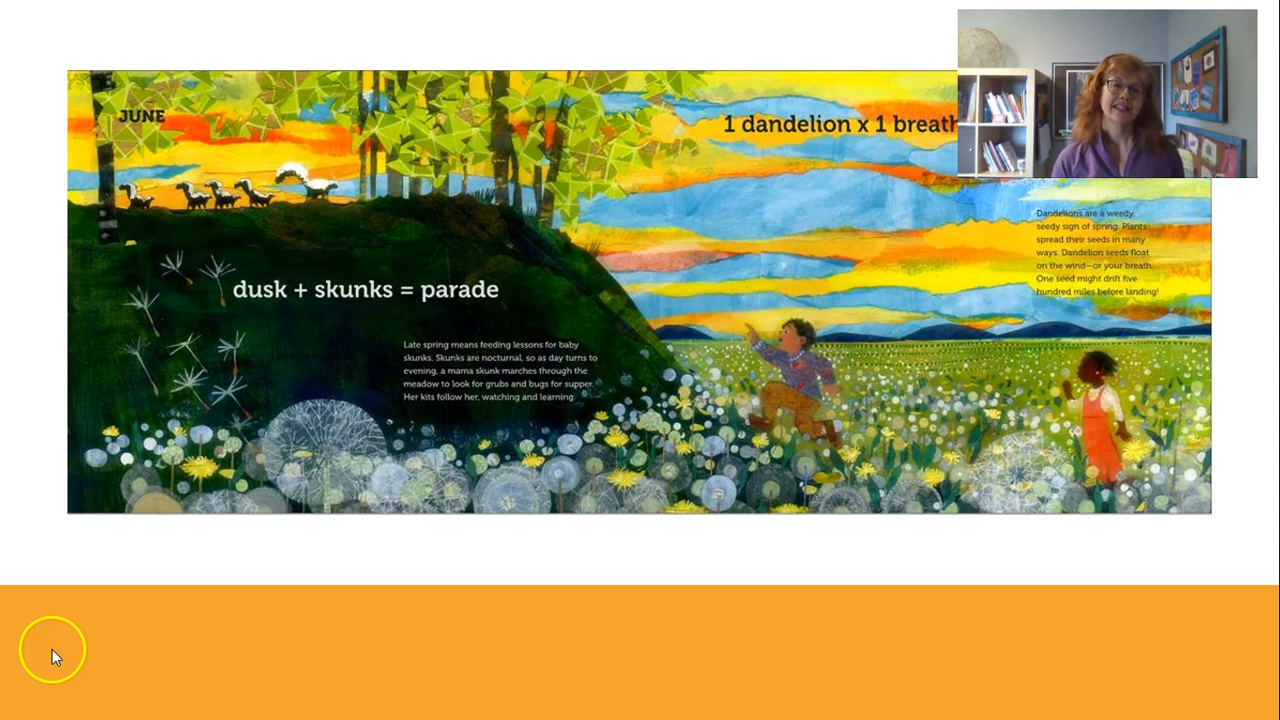 JUNE
1 dandelion x 1 breath
Dandelions are a weedy,
seedy sign of spring. Plants
spread their seeds in many
ways. Dandelion seeds float
on the wind—or your breath.
One seed might drift five
hundred miles before landing!
dusk + skunks = parade
Late spring means feeding lessons for baby
skunks. Skunks are nocturnal, so as day turns to
evening, a mama skunk marches through the
meadow to look for grubs and bugs for supper.
Her kits follow her, watching and learning.